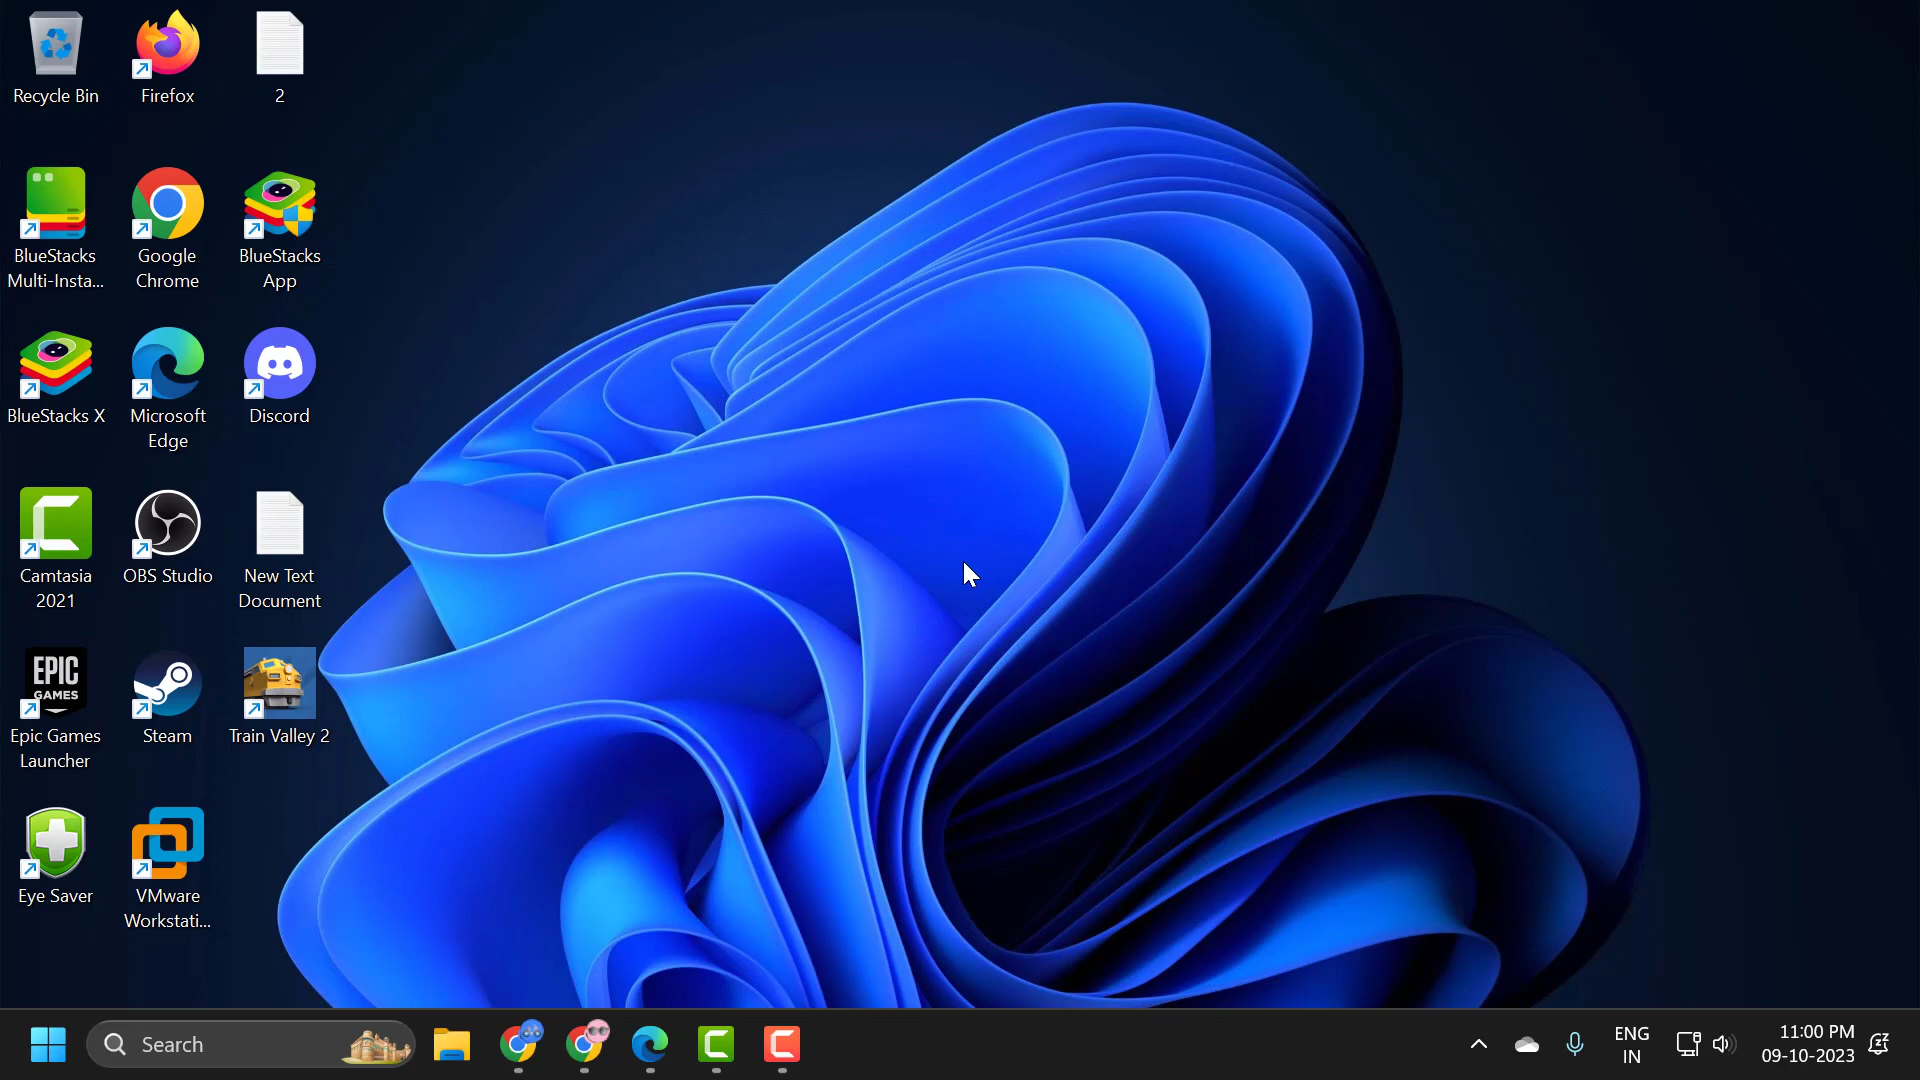 Recycle Bin
Firefox
2
BlueStacks
Multi-Insta...
Google
Chrome
BlueStacks
App
BlueStacks X
Microsoft
Edge
Discord
Camtasia
2021
OBS Studio
New Text
Document
EPIC
GAMES
Epic Games
Launcher
Steam
Train Valley 2
Eye Saver
VMware
Workstati...
Search
ENG
IN
11:00 PM
09-10-2023